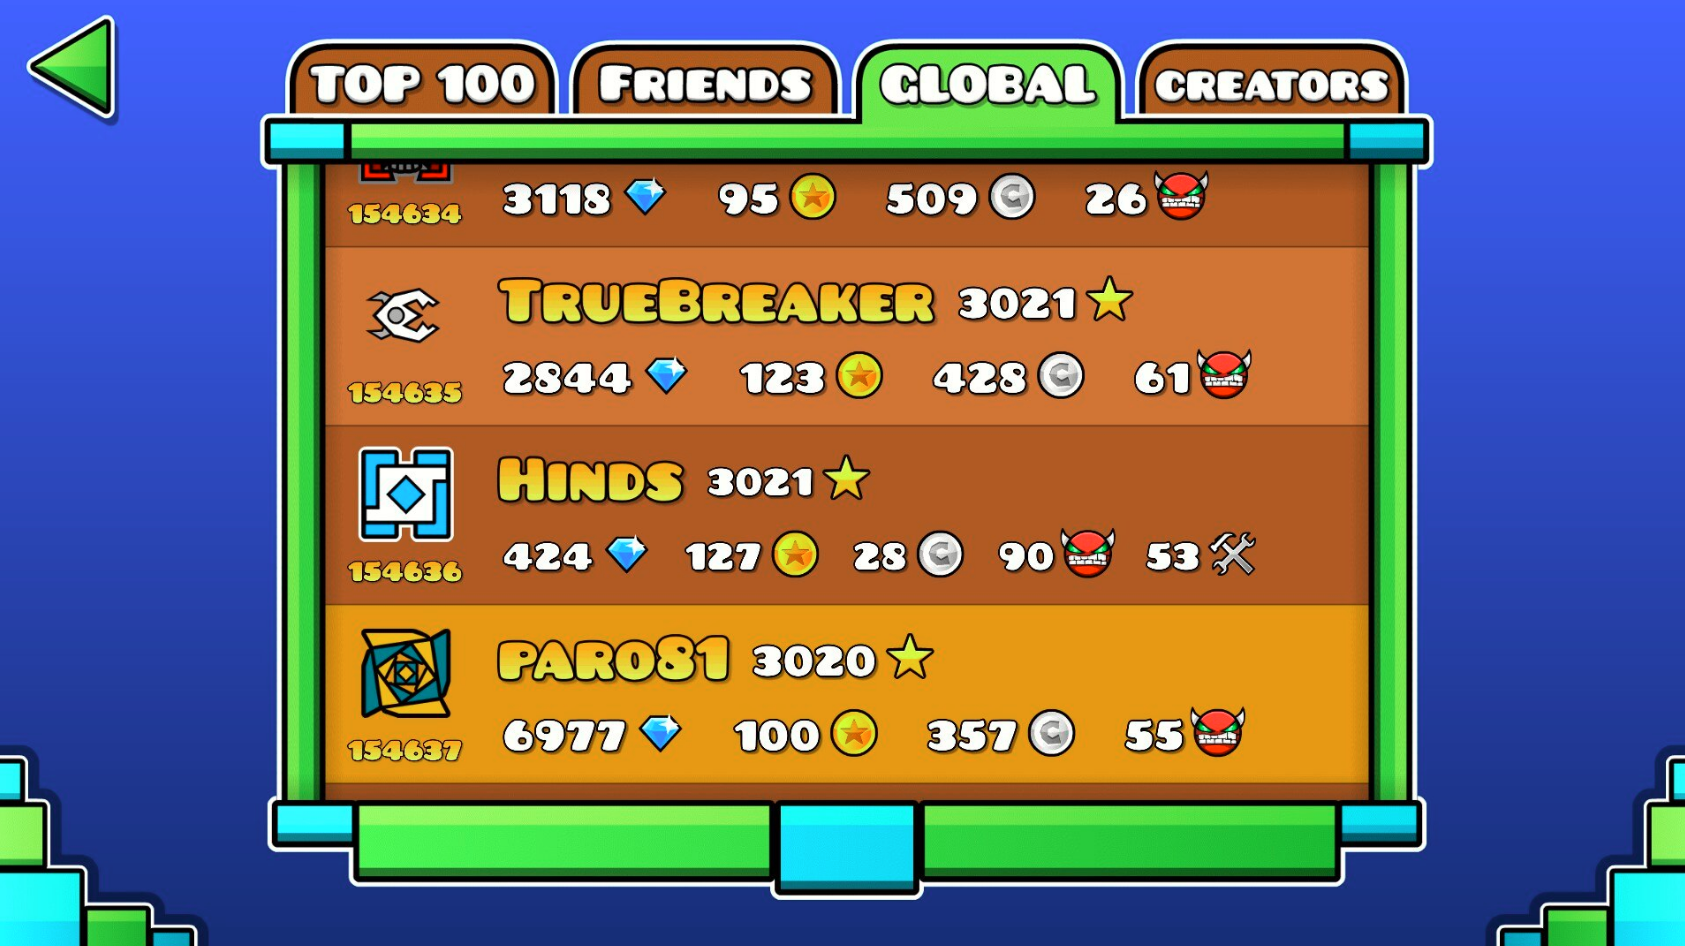 TOP 100 FRIENDS GLOBAL CREATORS
3118 95 509 26
154634
TRUEBREAKER 3021
2844 123 428 61
154635
HINDS 3021
424 127 28 90 53
154636
PARO81 3020
6977 100 357 55
154637